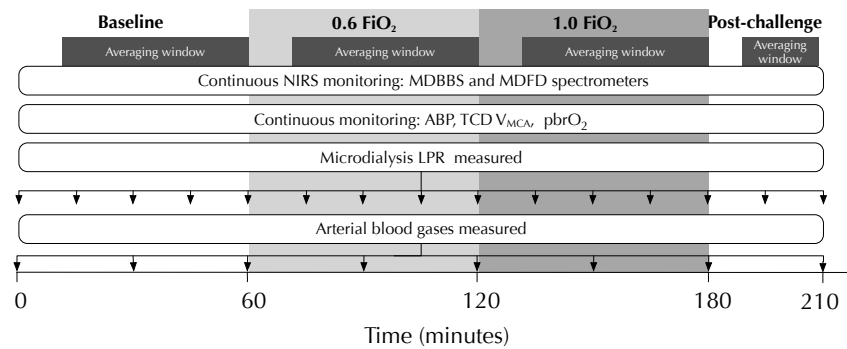 Baseline
0.6 FiO₂
1.0 FiO₂
Post-challenge
Averaging window
Averaging window
Averaging window
Averaging
window
Continuous NIRS monitoring: MDBBS and MDFD spectrometers
Continuous monitoring: ABP, TCD V_MCA, pbrO₂
Microdialysis LPR measured
Arterial blood gases measured
0
60
120
180
210
Time (minutes)